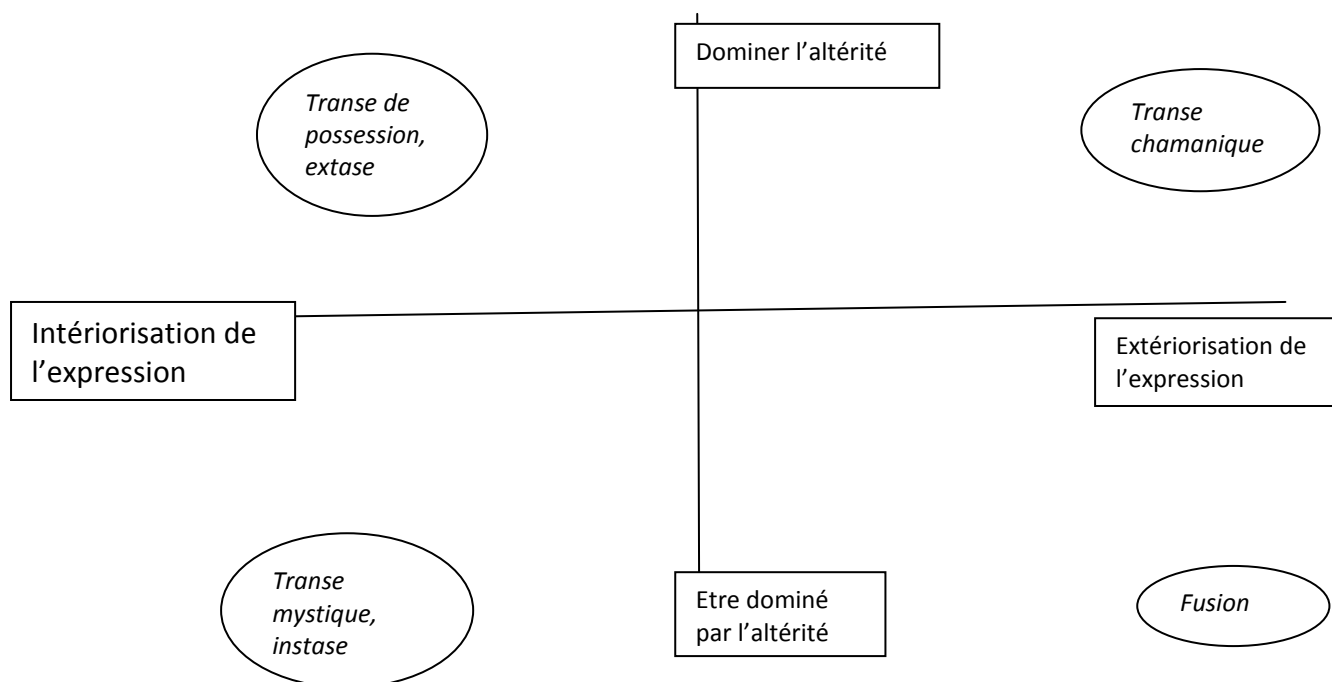 Dominer l’altérité
Transe de
possession,
extase
Transe
chamanique
Intériorisation de
l’expression
Extériorisation de
l’expression
Transe
mystique,
instase
Etre dominé
par l’altérité
Fusion